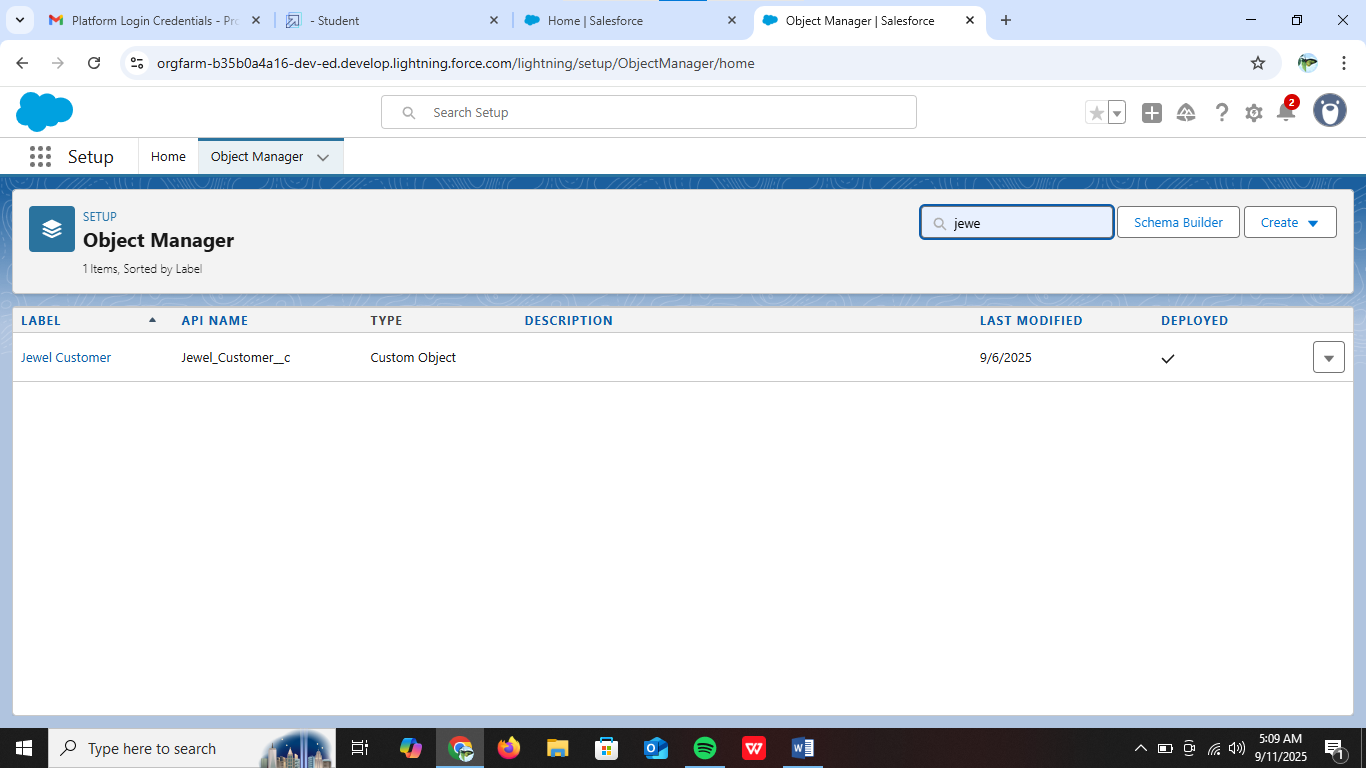 Platform Login Credentials - Pro
- Student
Home | Salesforce
Object Manager | Salesforce
orgfarm-b35b0a4a16-dev-ed.develop.lightning.force.com/lightning/setup/ObjectManager/home
Search Setup
2
Setup
Home
Object Manager
SETUP
Object Manager
1 Items, Sorted by Label
jewe
Schema Builder
Create
LABEL API NAME TYPE DESCRIPTION LAST MODIFIED DEPLOYED
Jewel Customer Jewel_Customer__c Custom Object 9/6/2025
Type here to search
W
W
5:09 AM
9/11/2025
1